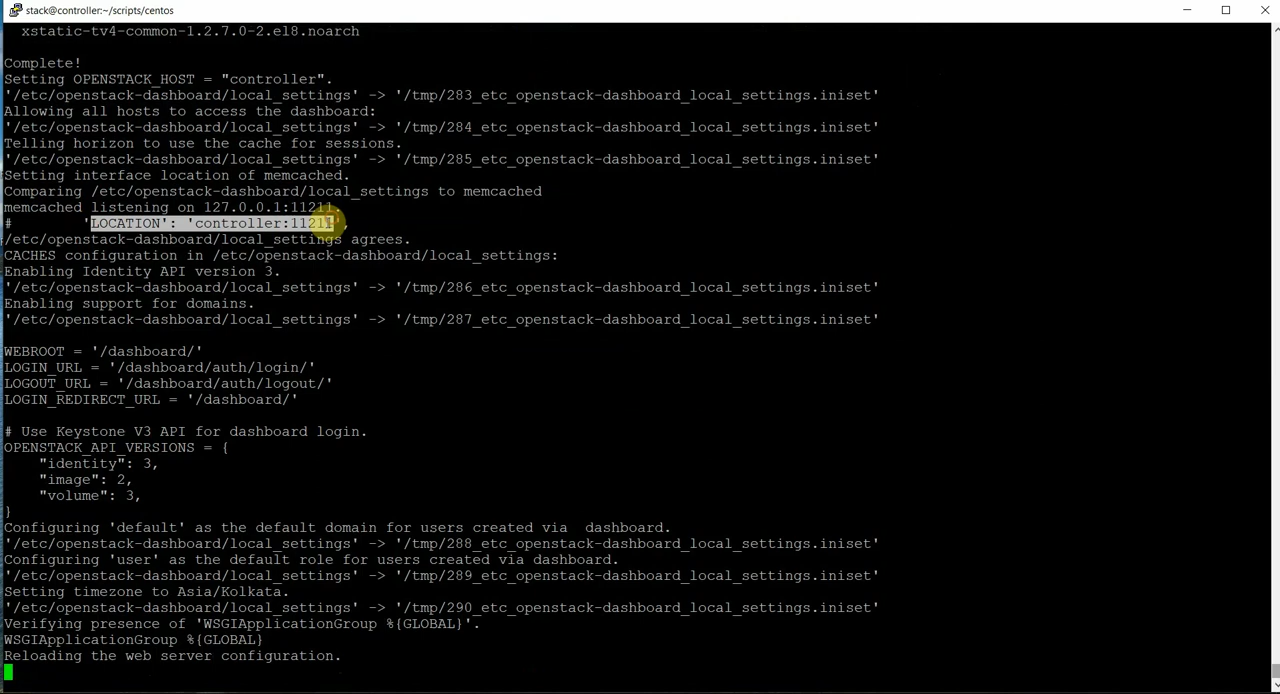 stack@controller:~/scripts/centos
xstatic-tv4-common-1.2.7.0-2.el8.noarch
Complete!
Setting OPENSTACK_HOST = "controller".
'/etc/openstack-dashboard/local_settings' -> '/tmp/283_etc_openstack-dashboard_local_settings.iniset'
Allowing all hosts to access the dashboard:
'/etc/openstack-dashboard/local_settings' -> '/tmp/284_etc_openstack-dashboard_local_settings.iniset'
Telling horizon to use the cache for sessions.
'/etc/openstack-dashboard/local_settings' -> '/tmp/285_etc_openstack-dashboard_local_settings.iniset'
Setting interface location of memcached.
Comparing /etc/openstack-dashboard/local_settings to memcached
memcached listening on 127.0.0.1:11211.
#        'LOCATION': 'controller:11211',
/etc/openstack-dashboard/local_settings agrees.
CACHES configuration in /etc/openstack-dashboard/local_settings:
Enabling Identity API version 3.
'/etc/openstack-dashboard/local_settings' -> '/tmp/286_etc_openstack-dashboard_local_settings.iniset'
Enabling support for domains.
'/etc/openstack-dashboard/local_settings' -> '/tmp/287_etc_openstack-dashboard_local_settings.iniset'
WEBROOT = '/dashboard/'
LOGIN_URL = '/dashboard/auth/login/'
LOGOUT_URL = '/dashboard/auth/logout/'
LOGIN_REDIRECT_URL = '/dashboard/'
# Use Keystone V3 API for dashboard login.
OPENSTACK_API_VERSIONS = {
    "identity": 3,
    "image": 2,
    "volume": 3,
}
Configuring 'default' as the default domain for users created via  dashboard.
'/etc/openstack-dashboard/local_settings' -> '/tmp/288_etc_openstack-dashboard_local_settings.iniset'
Configuring 'user' as the default role for users created via dashboard.
'/etc/openstack-dashboard/local_settings' -> '/tmp/289_etc_openstack-dashboard_local_settings.iniset'
Setting timezone to Asia/Kolkata.
'/etc/openstack-dashboard/local_settings' -> '/tmp/290_etc_openstack-dashboard_local_settings.iniset'
Verifying presence of 'WSGIApplicationGroup %{GLOBAL}'.
WSGIApplicationGroup %{GLOBAL}
Reloading the web server configuration.